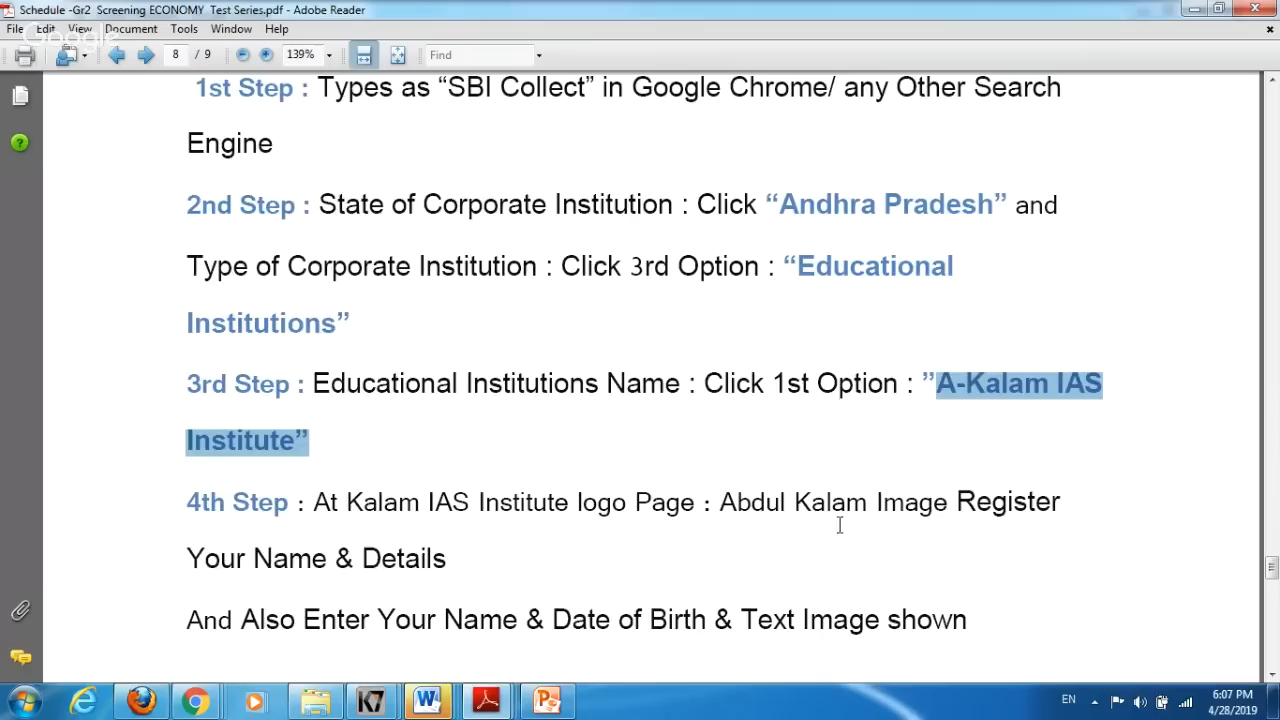 Schedule -Gr2 Screening ECONOMY Test Series.pdf - Adobe Reader
File Edit View Document Tools Window Help
Google
8 / 9 139% Find
1st Step : Types as “SBI Collect” in Google Chrome/ any Other Search
Engine
2nd Step : State of Corporate Institution : Click “Andhra Pradesh” and
Type of Corporate Institution : Click 3rd Option : “Educational
Institutions”
3rd Step : Educational Institutions Name : Click 1st Option : ”A-Kalam IAS
Institute”
4th Step : At Kalam IAS Institute logo Page : Abdul Kalam Image Register
Your Name & Details
And Also Enter Your Name & Date of Birth & Text Image shown
EN 6:07 PM
4/28/2019